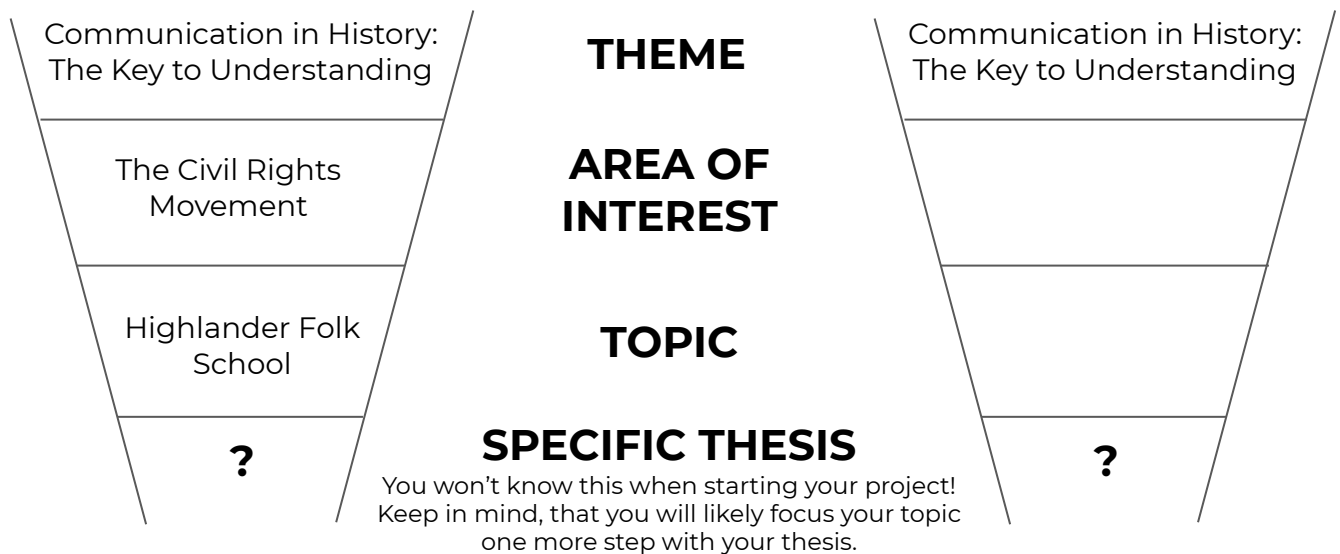 Communication in History:
The Key to Understanding
THEME
Communication in History:
The Key to Understanding
The Civil Rights
Movement
AREA OF
INTEREST
Highlander Folk
School
TOPIC
?
SPECIFIC THESIS
You won't know this when starting your project!
Keep in mind, that you will likely focus your topic
one more step with your thesis.
?